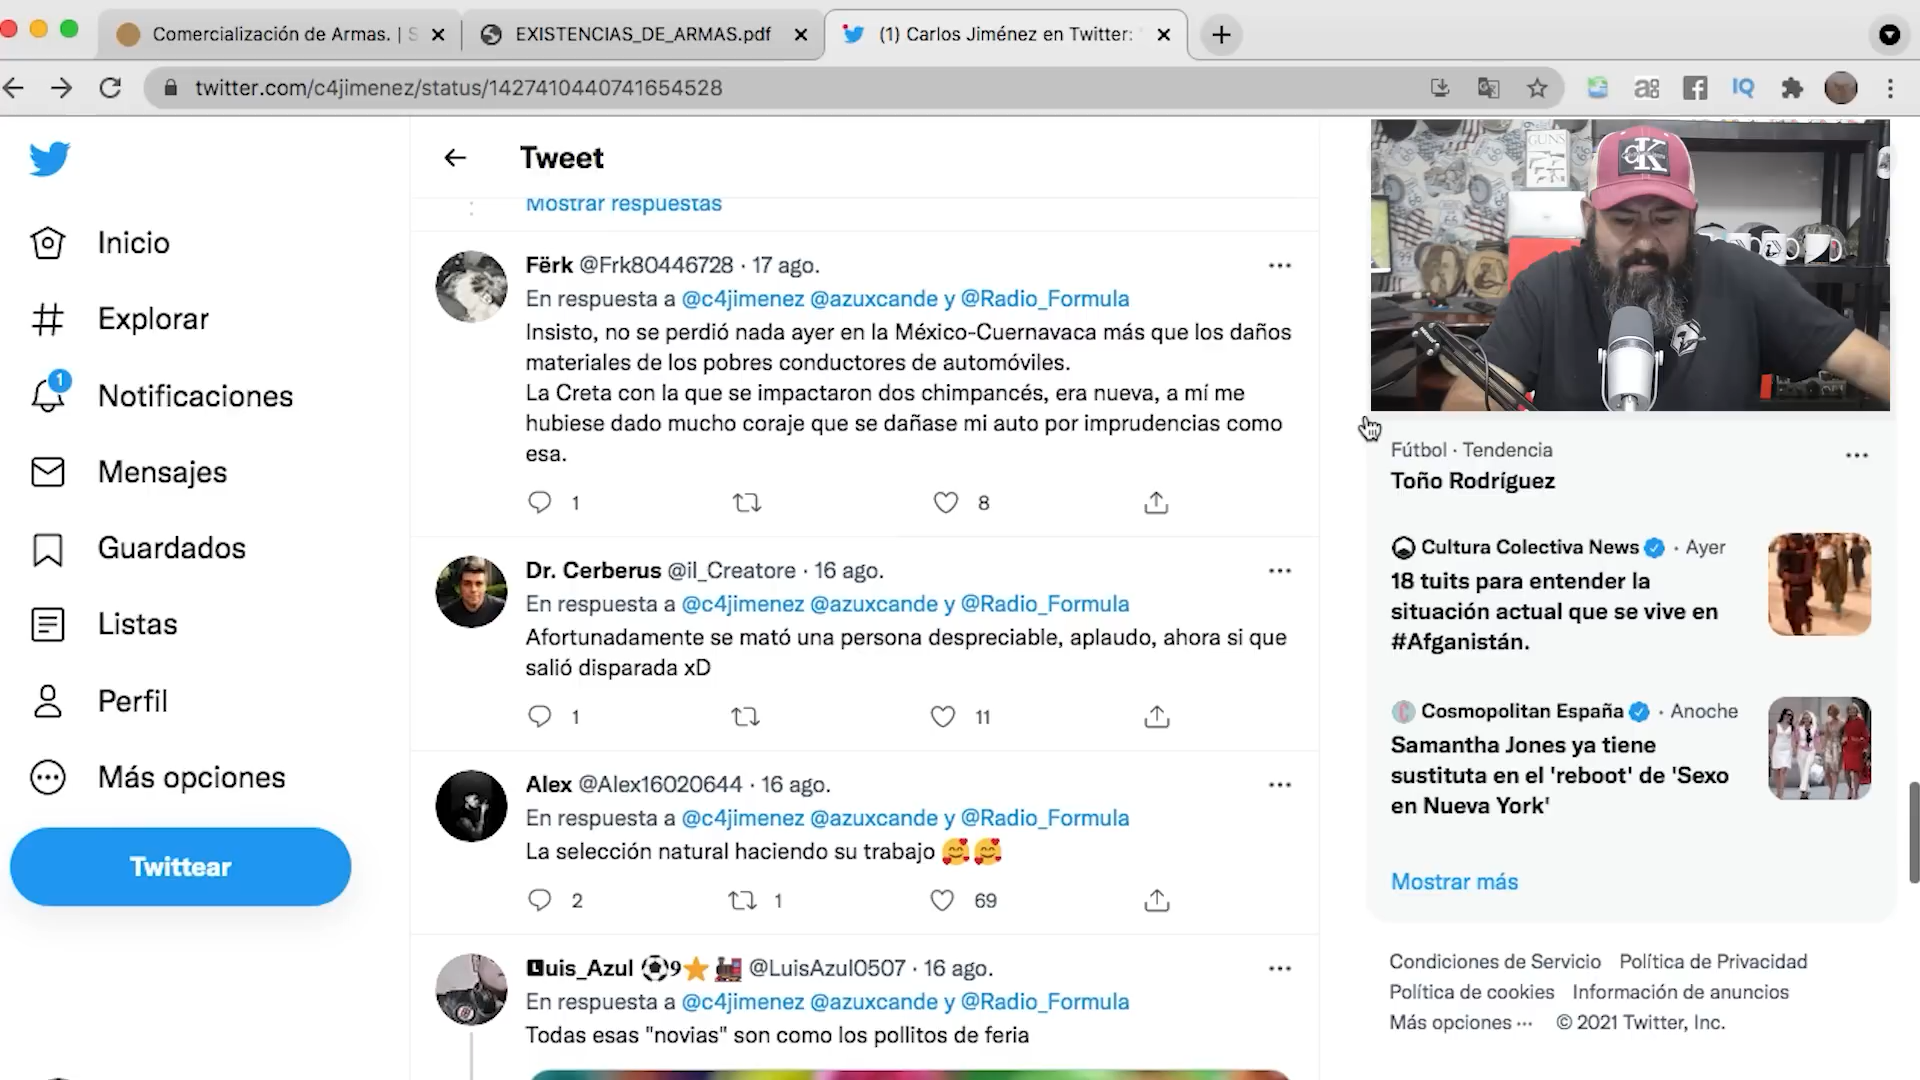 Comercialización de Armas. | S
EXISTENCIAS_DE_ARMAS.pdf
(1) Carlos Jiménez en Twitter: "
twitter.com/c4jimenez/status/1427410440741654528
Tweet
Inicio
Explorar
1
Notificaciones
Mensajes
Guardados
Listas
Perfil
Más opciones
Twittear
Mostrar respuestas
Fërk @Frk80446728 · 17 ago.
En respuesta a @c4jimenez @azuxcande y @Radio_Formula
Insisto, no se perdió nada ayer en la México-Cuernavaca más que los daños
materiales de los pobres conductores de automóviles.
La Creta con la que se impactaron dos chimpancés, era nueva, a mí me
hubiese dado mucho coraje que se dañase mi auto por imprudencias como
esa.
1 8
Dr. Cerberus @il_Creatore · 16 ago.
En respuesta a @c4jimenez @azuxcande y @Radio_Formula
Afortunadamente se mató una persona despreciable, aplaudo, ahora si que
salió disparada xD
1 11
Alex @Alex16020644 · 16 ago.
En respuesta a @c4jimenez @azuxcande y @Radio_Formula
La selección natural haciendo su trabajo 🥰🥰
2 1 69
🅻uis_Azul ⚽9⭐🚂 @LuisAzul0507 · 16 ago.
En respuesta a @c4jimenez @azuxcande y @Radio_Formula
Todas esas "novias" son como los pollitos de feria
GUNS
CK
Fútbol · Tendencia
Toño Rodríguez
Cultura Colectiva News · Ayer
18 tuits para entender la
situación actual que se vive en
#Afganistán.
Cosmopolitan España · Anoche
Samantha Jones ya tiene
sustituta en el 'reboot' de 'Sexo
en Nueva York'
Mostrar más
Condiciones de Servicio Política de Privacidad
Política de cookies Información de anuncios
Más opciones ··· © 2021 Twitter, Inc.